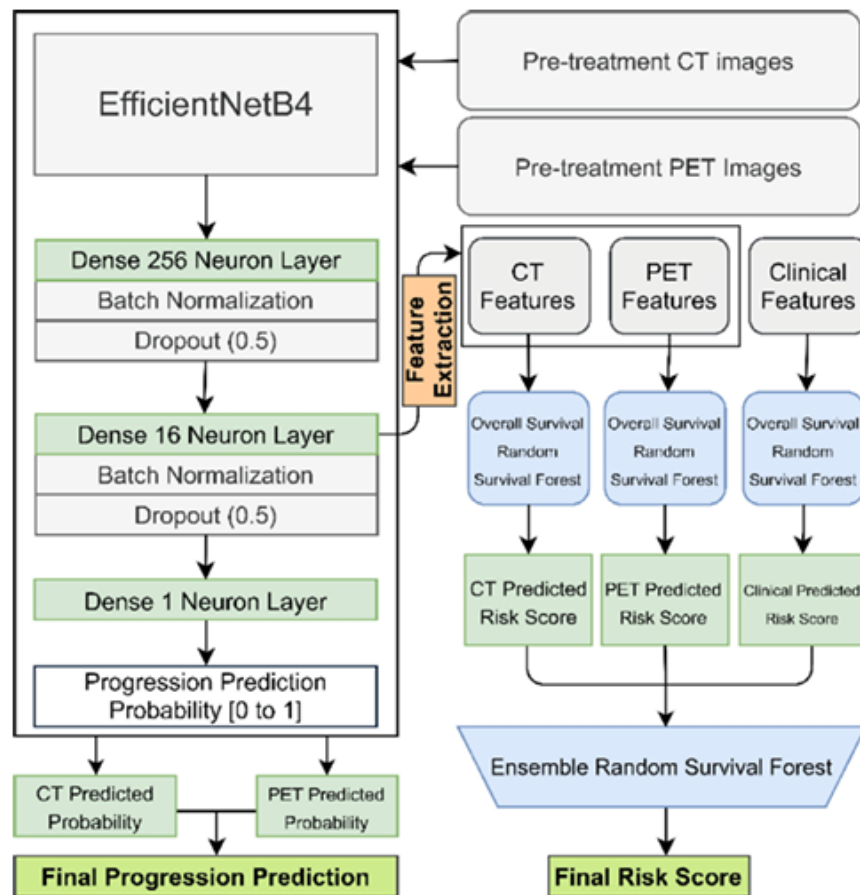 EfficientNetB4
Pre-treatment CT images
Pre-treatment PET Images
Dense 256 Neuron Layer
Batch Normalization
Dropout (0.5)
Dense 16 Neuron Layer
Batch Normalization
Dropout (0.5)
Dense 1 Neuron Layer
Progression Prediction
Probability [0 to 1]
CT Predicted
Probability
PET Predicted
Probability
Final Progression Prediction
Feature
Extraction
CT
Features
PET
Features
Clinical
Features
Overall Survival
Random
Survival Forest
Overall Survival
Random
Survival Forest
Overall Survival
Random
Survival Forest
CT Predicted
Risk Score
PET Predicted
Risk Score
Clinical Predicted
Risk Score
Ensemble Random Survival Forest
Final Risk Score